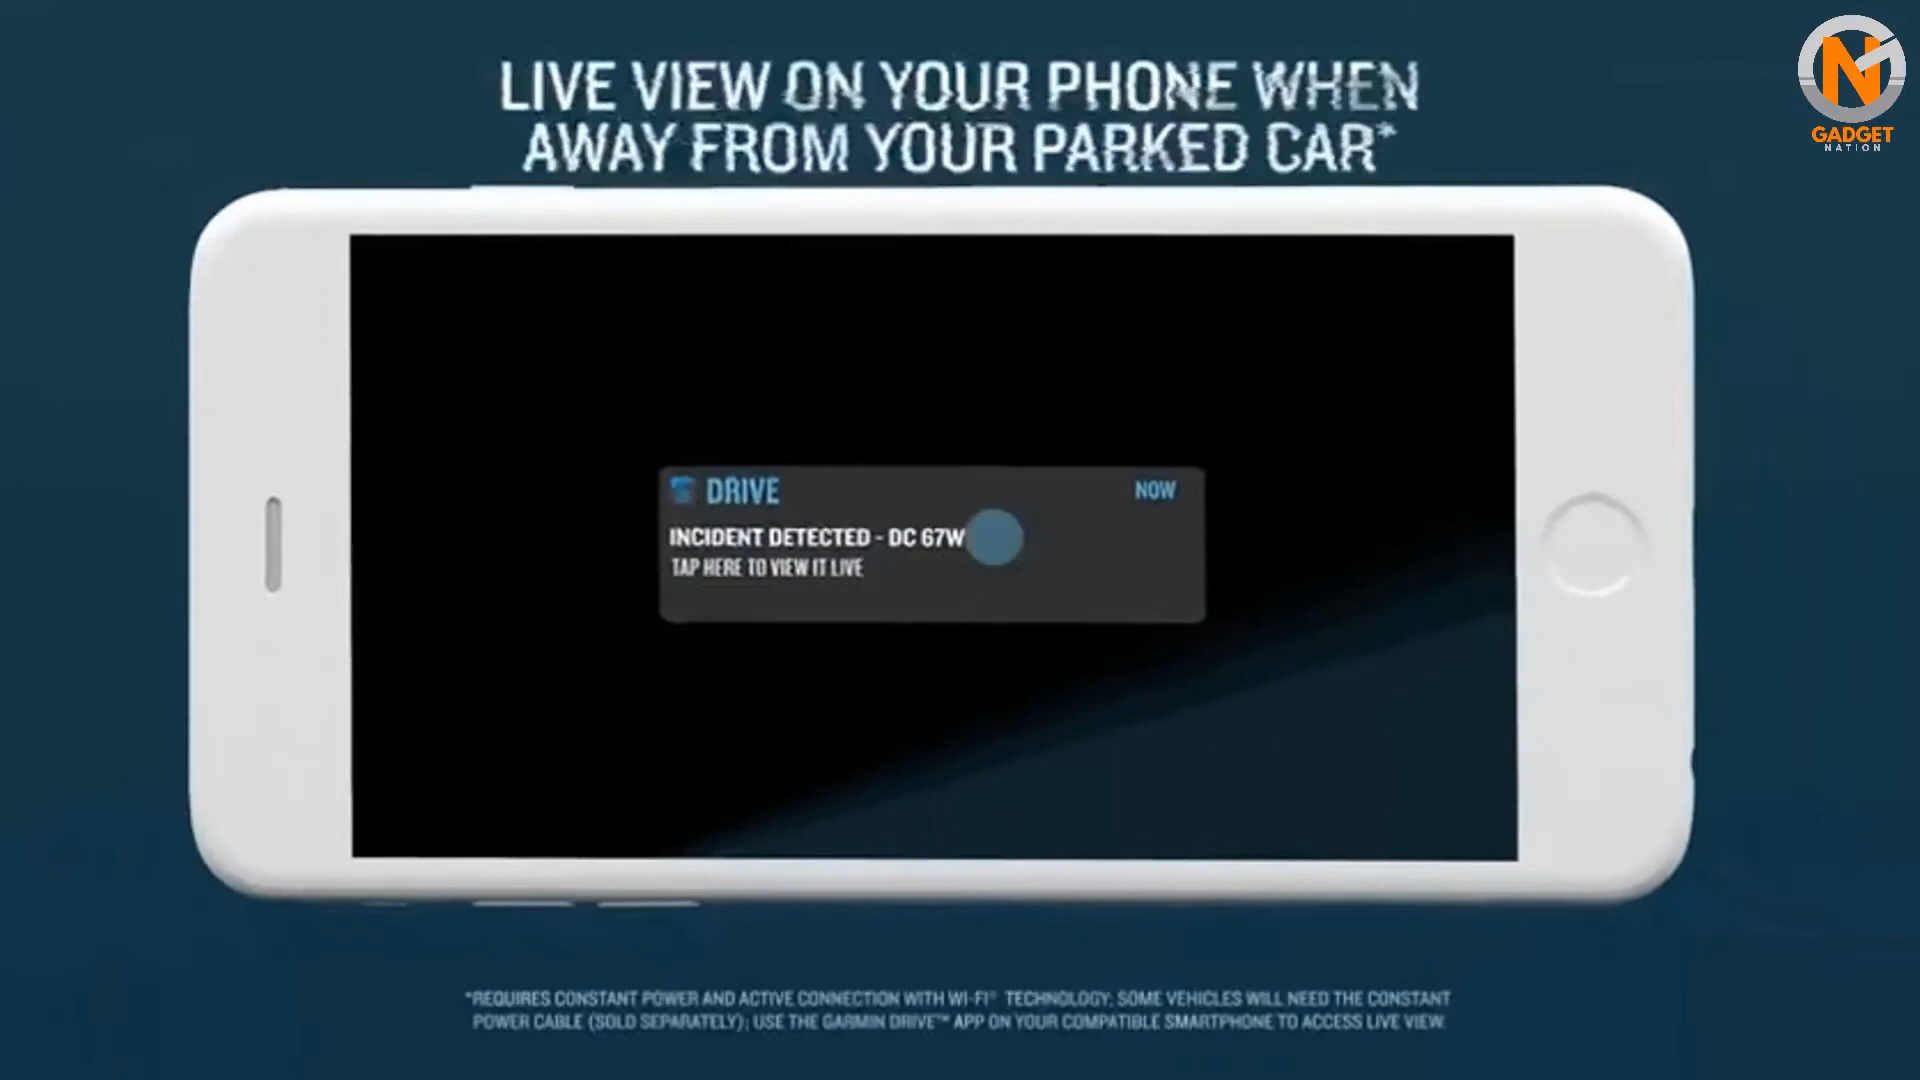 LIVE VIEW ON YOUR PHONE WHEN
AWAY FROM YOUR PARKED CAR*
N
GADGET
NATION
DRIVE
NOW
INCIDENT DETECTED - DC 67W
TAP HERE TO VIEW IT LIVE
*REQUIRES CONSTANT POWER AND ACTIVE CONNECTION WITH WI-FI® TECHNOLOGY; SOME VEHICLES WILL NEED THE CONSTANT
POWER CABLE (SOLD SEPARATELY); USE THE GARMIN DRIVE™ APP ON YOUR COMPATIBLE SMARTPHONE TO ACCESS LIVE VIEW.